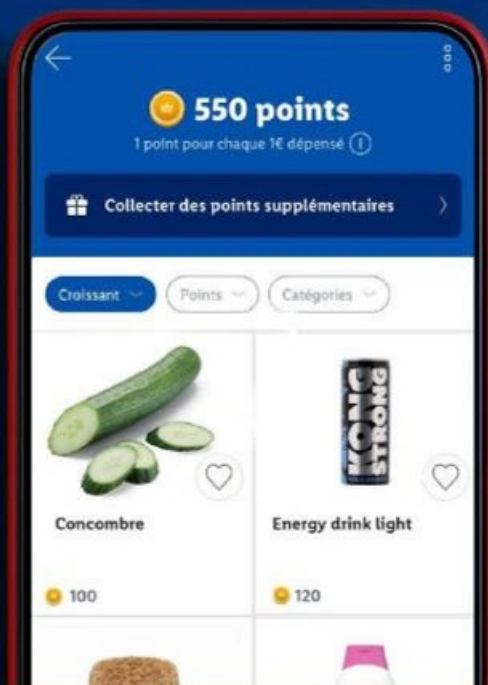 550 points
1 point pour chaque 1€ dépensé
Collecter des points supplémentaires
Croissant
Points
Catégories
KONG
STRONG
Concombre
Energy drink light
100
120